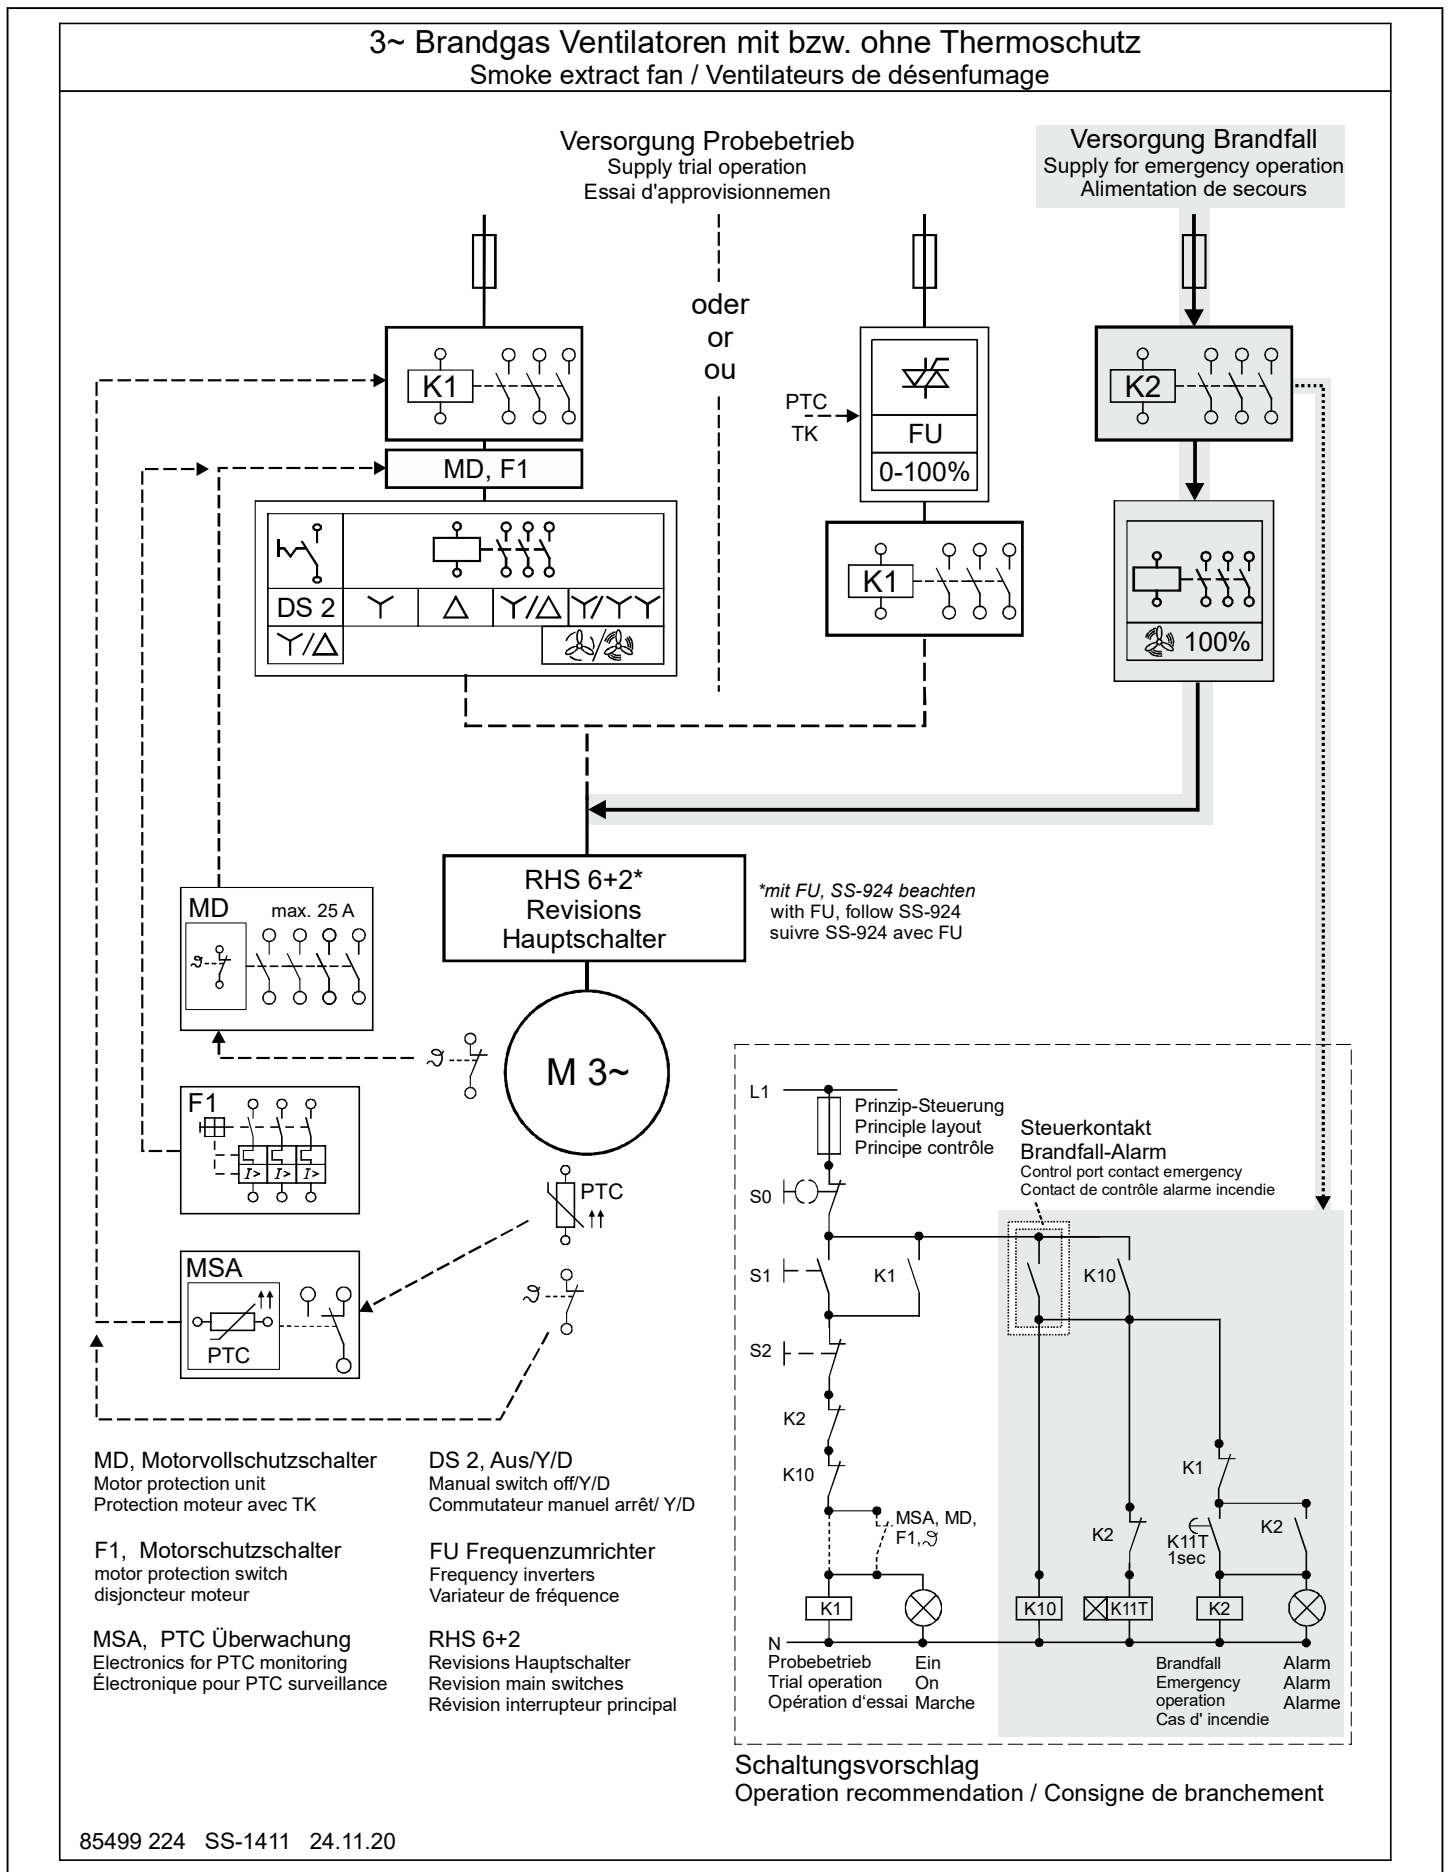 3~ Brandgas Ventilatoren mit bzw. ohne Thermoschutz
Smoke extract fan / Ventilateurs de désenfumage
Versorgung Probebetrieb
Supply trial operation
Essai d'approvisionnemen
Versorgung Brandfall
Supply for emergency operation
Alimentation de secours
oder
or
ou
K1
MD, F1
DS 2
Y/△
Y
△
Y/△
Y/YY
PTC
TK
FU
0-100%
K1
K2
100%
RHS 6+2*
Revisions
Hauptschalter
*mit FU, SS-924 beachten
with FU, follow SS-924
suivre SS-924 avec FU
M 3~
MD
max. 25 A
ϑ
ϑ
F1
I> I> I>
PTC
ϑ
MSA
PTC
L1
Prinzip-Steuerung
Principle layout
Principe contrôle
Steuerkontakt
Brandfall-Alarm
Control port contact emergency
Contact de contrôle alarme incendie
S0
S1
K1
K10
S2
K2
K10
MSA, MD,
F1,ϑ
K1
K2
K11T
1sec
K2
K1
K10
K11T
K2
N
Probebetrieb
Trial operation
Opération d‘essai
Ein
On
Marche
Brandfall
Emergency
operation
Cas d' incendie
Alarm
Alarm
Alarme
MD, Motorvollschutzschalter
Motor protection unit
Protection moteur avec TK
F1, Motorschutzschalter
motor protection switch
disjoncteur moteur
MSA, PTC Überwachung
Electronics for PTC monitoring
Électronique pour PTC surveillance
DS 2, Aus/Y/D
Manual switch off/Y/D
Commutateur manuel arrêt/ Y/D
FU Frequenzumrichter
Frequency inverters
Variateur de fréquence
RHS 6+2
Revisions Hauptschalter
Revision main switches
Révision interrupteur principal
Schaltungsvorschlag
Operation recommendation / Consigne de branchement
85499 224 SS-1411 24.11.20